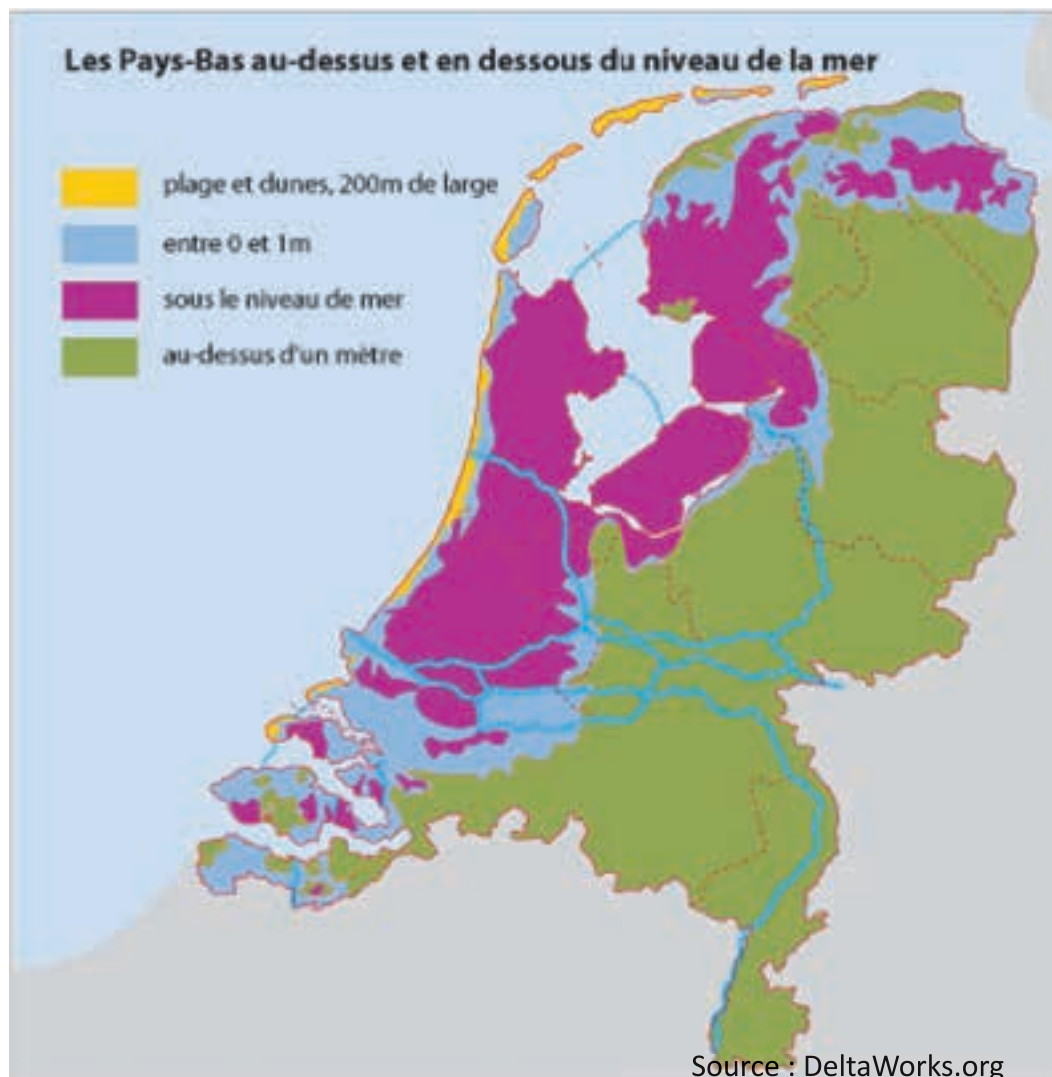 Les Pays-Bas au-dessus et en dessous du niveau de la mer
plage et dunes, 200m de large
entre 0 et 1m
sous le niveau de mer
au-dessus d'un mètre
Source : DeltaWorks.org